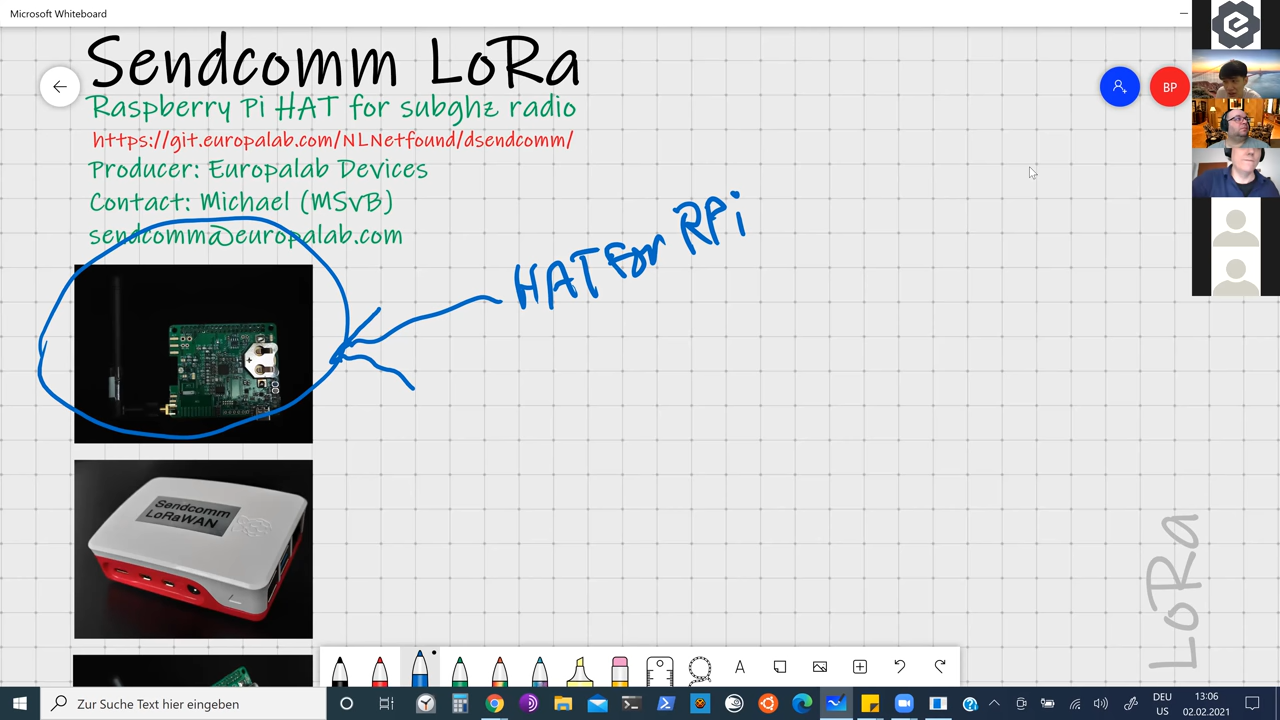 Microsoft Whiteboard
Sendcomm LoRa
Raspberry Pi HAT for subghz radio
https://git.europalab.com/NLNetfound/dsendcomm/
Producer: Europalab Devices
Contact: Michael (MSvB)
sendcomm@europalab.com
BP
HAT for RPi
Sendcomm
LoRaWAN
LoRa
A
Zur Suche Text hier eingeben
DEU
US
13:06
02.02.2021